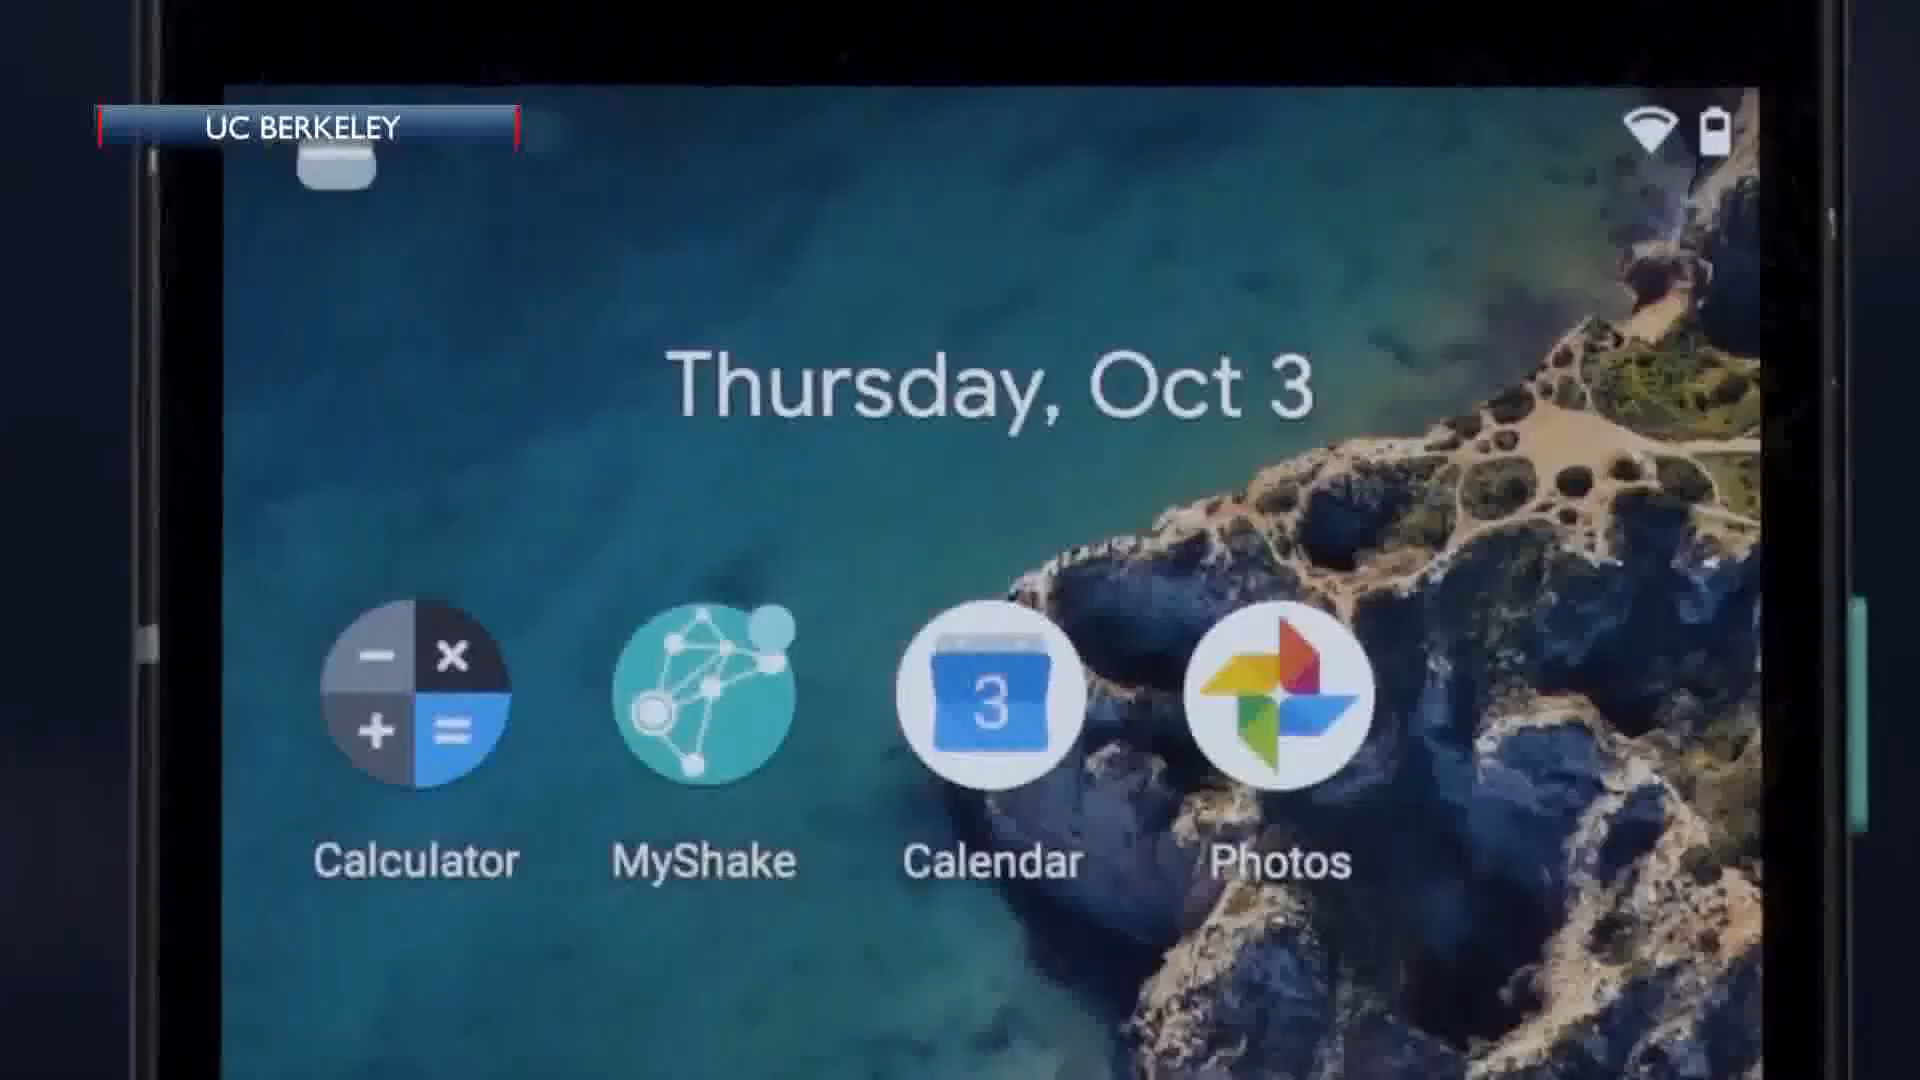 UC BERKELEY
Thursday, Oct 3
3
Calculator
MyShake
Calendar
Photos